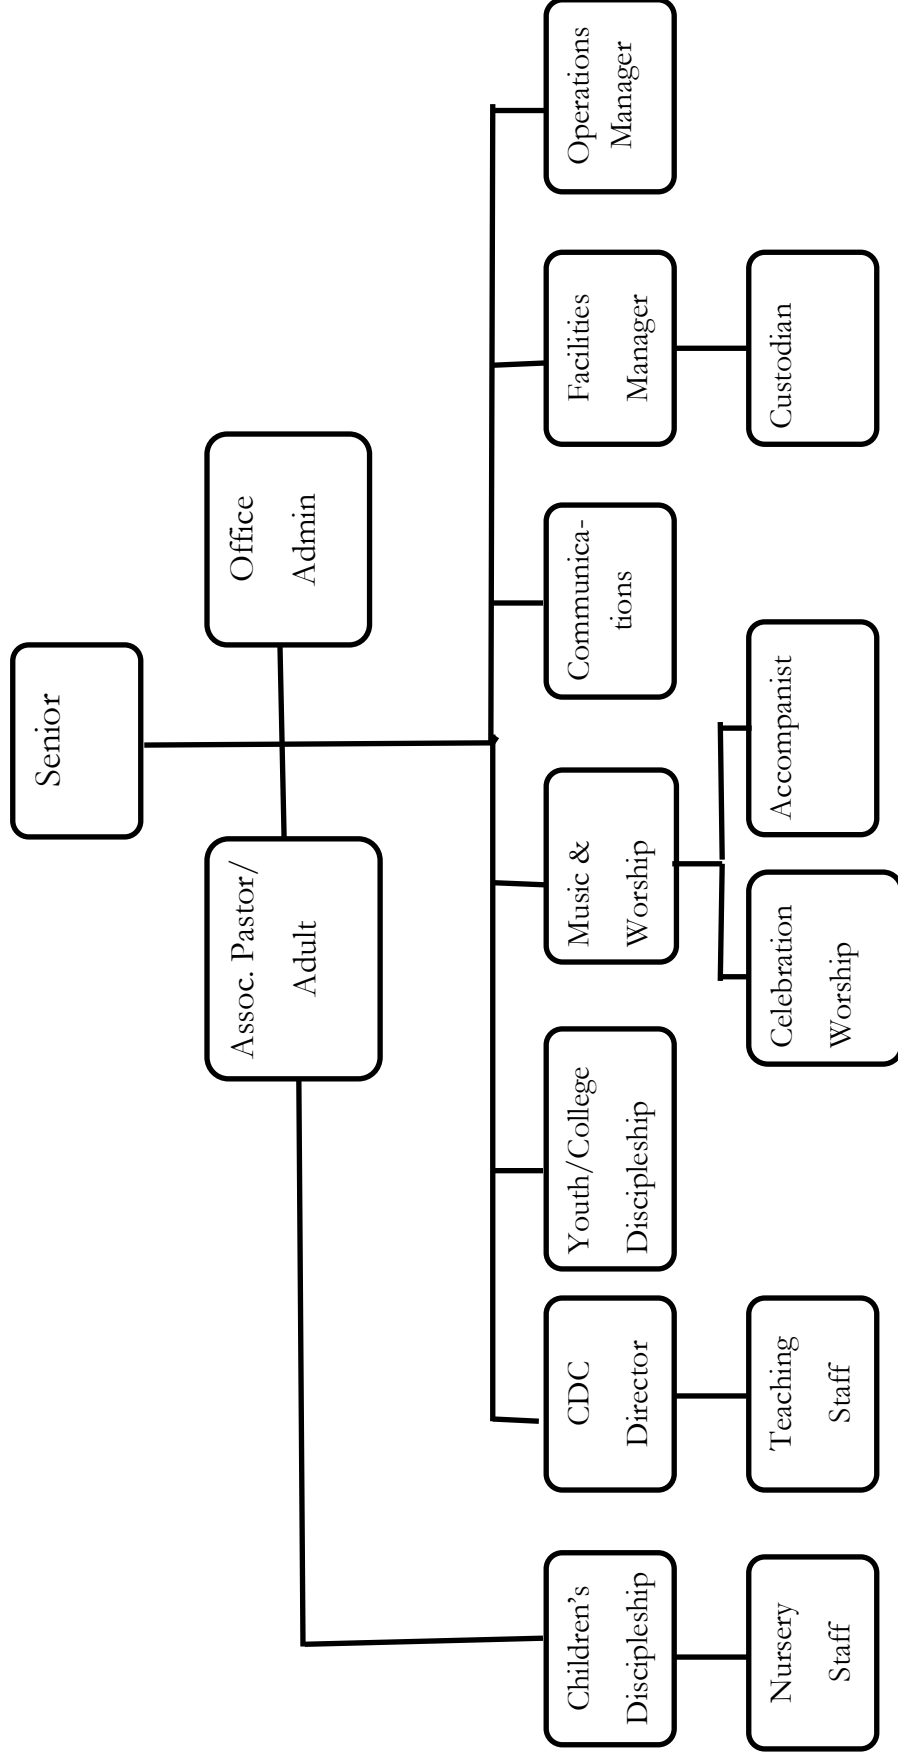 Senior
Assoc. Pastor/
Adult
Office
Admin
Children’s
Discipleship
CDC
Director
Youth/College
Discipleship
Music &
Worship
Communica-
tions
Facilities
Manager
Operations
Manager
Nursery
Staff
Teaching
Staff
Celebration
Worship
Accompanist
Custodian